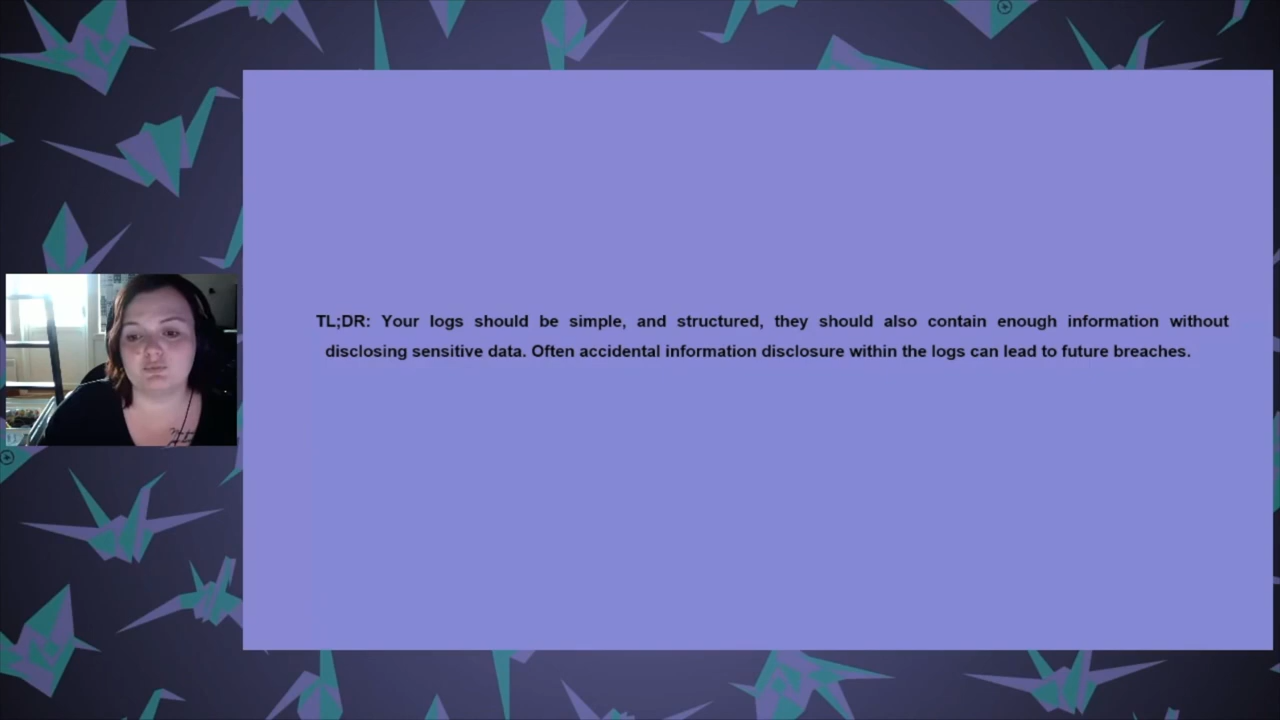 TL;DR: Your logs should be simple, and structured, they should also contain enough information without
disclosing sensitive data. Often accidental information disclosure within the logs can lead to future breaches.